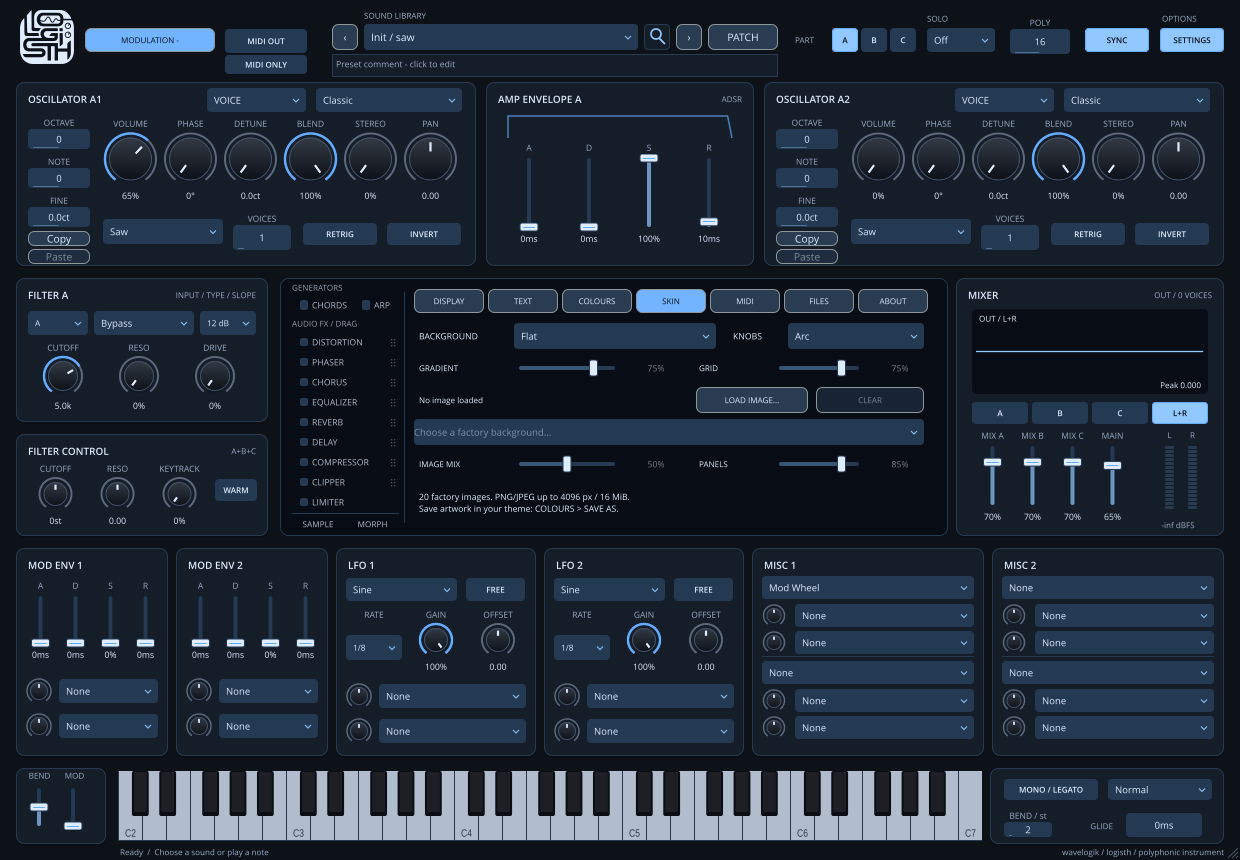 LOGISTH
SOUND LIBRARY
SOLO
POLY
OPTIONS
MODULATION -
MIDI OUT
MIDI ONLY
‹
Init / saw
›
PATCH
PART
A
B
C
Off
16
SYNC
SETTINGS
Preset comment - click to edit
OSCILLATOR A1
VOICE
Classic
OCTAVE
0
NOTE
0
FINE
0.0ct
Copy
Paste
VOLUME
PHASE
DETUNE
BLEND
STEREO
PAN
65%
0°
0.0ct
100%
0%
0.00
Saw
VOICES
1
RETRIG
INVERT
AMP ENVELOPE A
ADSR
A
D
S
R
0ms
0ms
100%
10ms
OSCILLATOR A2
VOICE
Classic
OCTAVE
0
NOTE
0
FINE
0.0ct
Copy
Paste
VOLUME
PHASE
DETUNE
BLEND
STEREO
PAN
0%
0°
0.0ct
100%
0%
0.00
Saw
VOICES
1
RETRIG
INVERT
FILTER A
INPUT / TYPE / SLOPE
A
Bypass
12 dB
CUTOFF
RESO
DRIVE
5.0k
0%
0%
FILTER CONTROL
A+B+C
CUTOFF
RESO
KEYTRACK
WARM
0st
0.00
0%
GENERATORS
CHORDS
ARP
AUDIO FX / DRAG
DISTORTION
PHASER
CHORUS
EQUALIZER
REVERB
DELAY
COMPRESSOR
CLIPPER
LIMITER
SAMPLE
MORPH
DISPLAY
TEXT
COLOURS
SKIN
MIDI
FILES
ABOUT
BACKGROUND
Flat
KNOBS
Arc
GRADIENT
75%
GRID
75%
No image loaded
LOAD IMAGE...
CLEAR
Choose a factory background...
IMAGE MIX
50%
PANELS
85%
20 factory images. PNG/JPEG up to 4096 px / 16 MiB.
Save artwork in your theme: COLOURS > SAVE AS.
MIXER
OUT / 0 VOICES
OUT / L+R
Peak 0.000
A
B
C
L+R
MIX A
MIX B
MIX C
MAIN
L
R
70%
70%
70%
65%
-inf dBFS
MOD ENV 1
A
D
S
R
0ms
0ms
0%
0ms
None
None
MOD ENV 2
A
D
S
R
0ms
0ms
0%
0ms
None
None
LFO 1
Sine
FREE
RATE
GAIN
OFFSET
1/8
100%
0.00
None
None
LFO 2
Sine
FREE
RATE
GAIN
OFFSET
1/8
100%
0.00
None
None
MISC 1
Mod Wheel
None
None
None
None
None
MISC 2
None
None
None
None
None
None
BEND
MOD
C2
C3
C4
C5
C6
C7
MONO / LEGATO
Normal
BEND / st
2
GLIDE
0ms
Ready / Choose a sound or play a note
wavelogik / logisth / polyphonic instrument